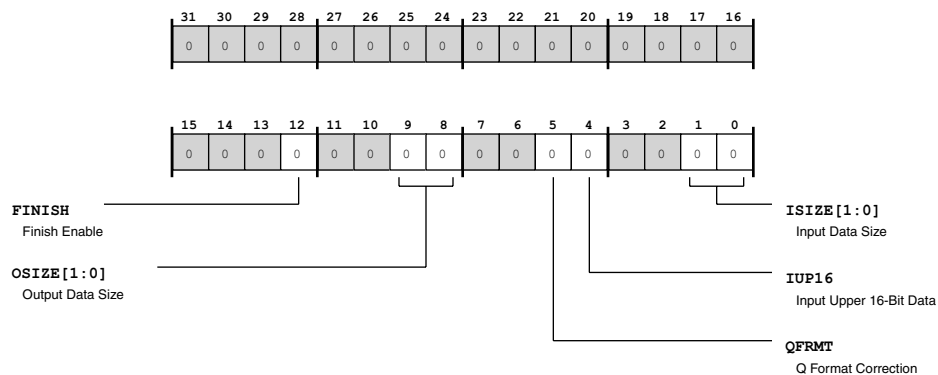 31 30 29 28 27 26 25 24 23 22 21 20 19 18 17 16
0 0 0 0 0 0 0 0 0 0 0 0 0 0 0 0
15 14 13 12 11 10 9 8 7 6 5 4 3 2 1 0
0 0 0 0 0 0 0 0 0 0 0 0 0 0 0 0
FINISH
Finish Enable
ISIZE[1:0]
Input Data Size
OSIZE[1:0]
Output Data Size
IUP16
Input Upper 16-Bit Data
QFRMT
Q Format Correction